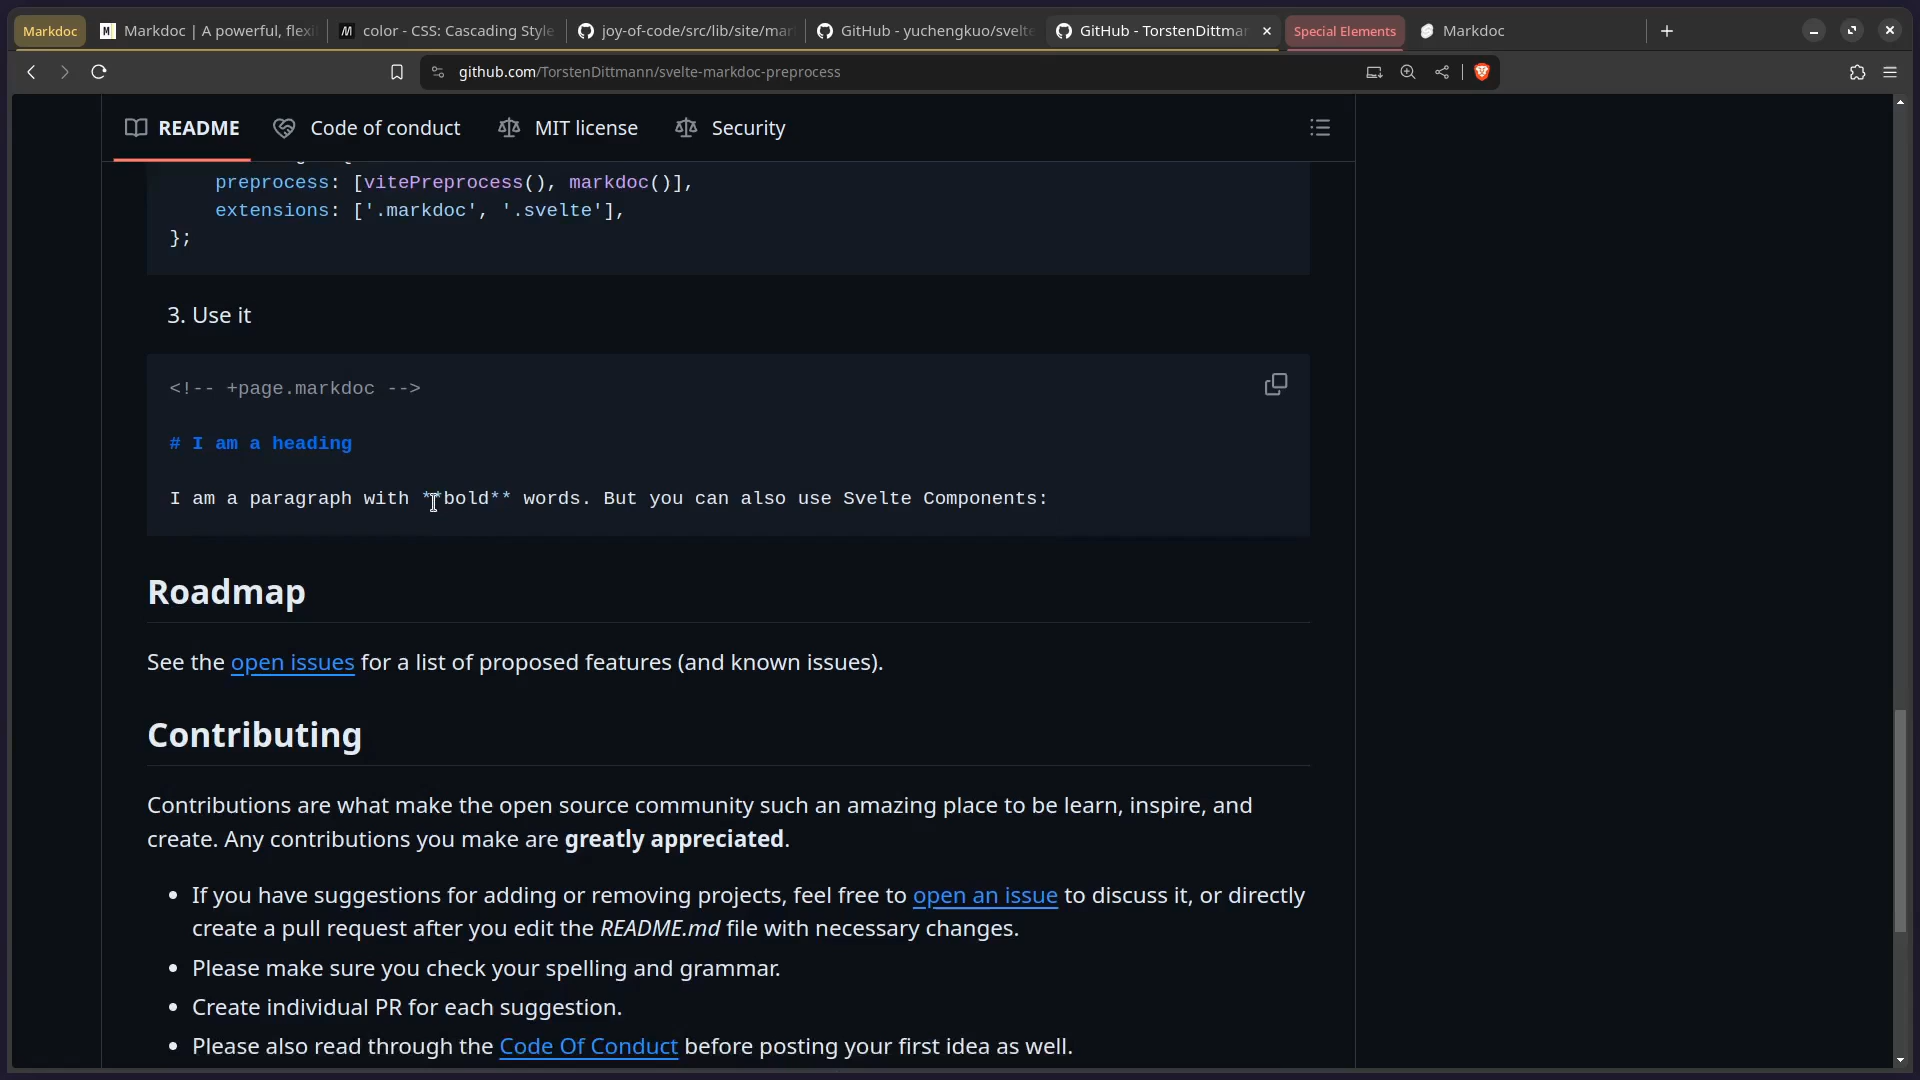 Markdoc
Markdoc | A powerful, flexi
color - CSS: Cascading Style
joy-of-code/src/lib/site/mar
GitHub - yuchengkuo/svelte
GitHub - TorstenDittmar
Special Elements
Markdoc
github.com/TorstenDittmann/svelte-markdoc-preprocess
README
Code of conduct
MIT license
Security
preprocess: [vitePreprocess(), markdoc()],
extensions: ['.markdoc', '.svelte'],
};
3. Use it
<!-- +page.markdoc -->
# I am a heading
I am a paragraph with **bold** words. But you can also use Svelte Components:
Roadmap
See the open issues for a list of proposed features (and known issues).
Contributing
Contributions are what make the open source community such an amazing place to be learn, inspire, and
create. Any contributions you make are greatly appreciated.
• If you have suggestions for adding or removing projects, feel free to open an issue to discuss it, or directly
create a pull request after you edit the README.md file with necessary changes.
• Please make sure you check your spelling and grammar.
• Create individual PR for each suggestion.
• Please also read through the Code Of Conduct before posting your first idea as well.